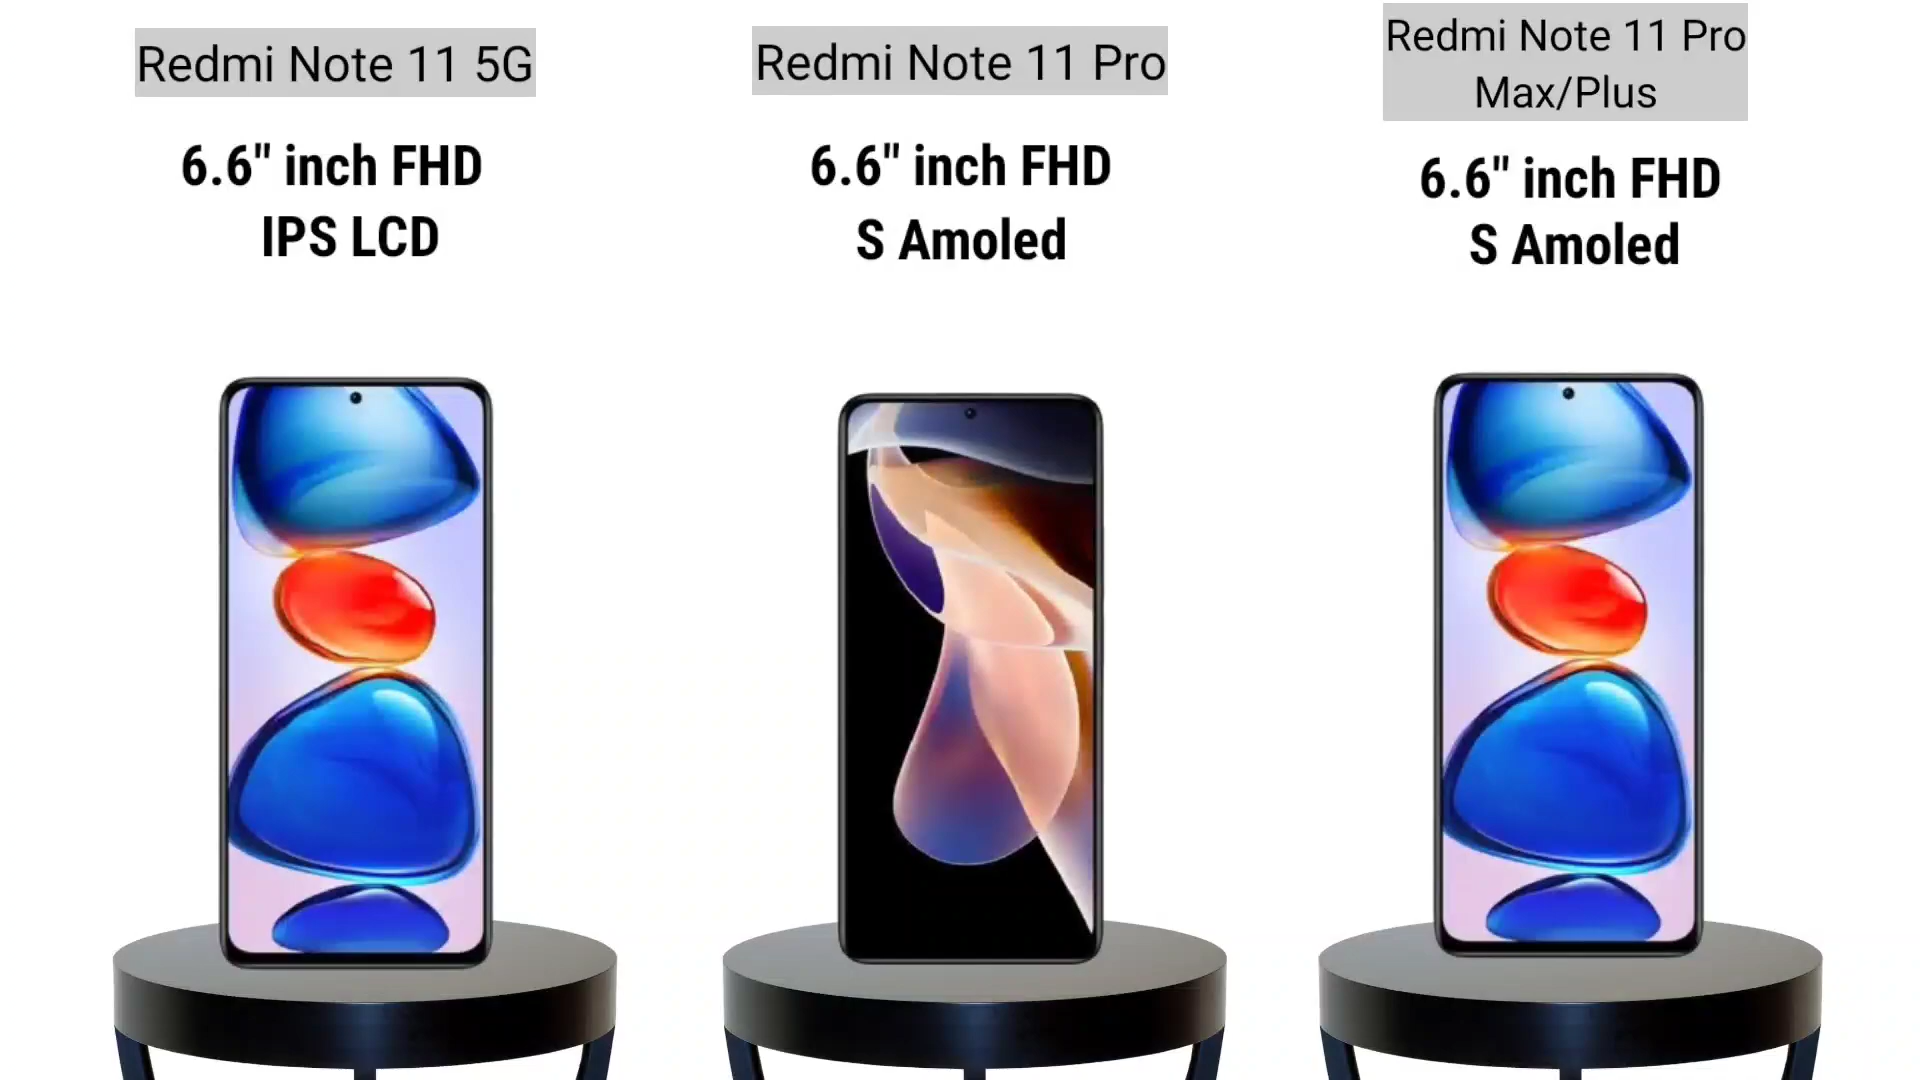 Redmi Note 11 5G
6.6" inch FHD
IPS LCD
Redmi Note 11 Pro
6.6" inch FHD
S Amoled
Redmi Note 11 Pro
Max/Plus
6.6" inch FHD
S Amoled